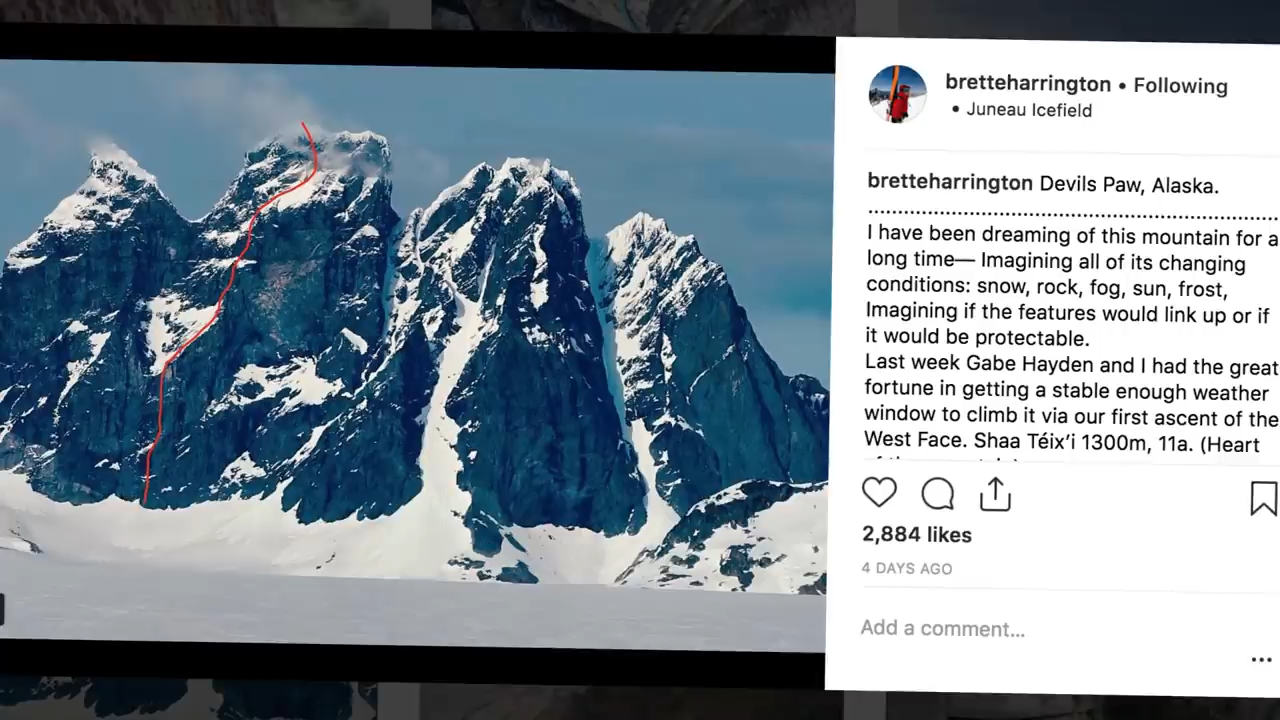 bretteharrington • Following
• Juneau Icefield
bretteharrington Devils Paw, Alaska.
I have been dreaming of this mountain for a
long time— Imagining all of its changing
conditions: snow, rock, fog, sun, frost,
Imagining if the features would link up or if
it would be protectable.
Last week Gabe Hayden and I had the great
fortune in getting a stable enough weather
window to climb it via our first ascent of the
West Face. Shaa Téix’i 1300m, 11a. (Heart
2,884 likes
4 DAYS AGO
Add a comment...